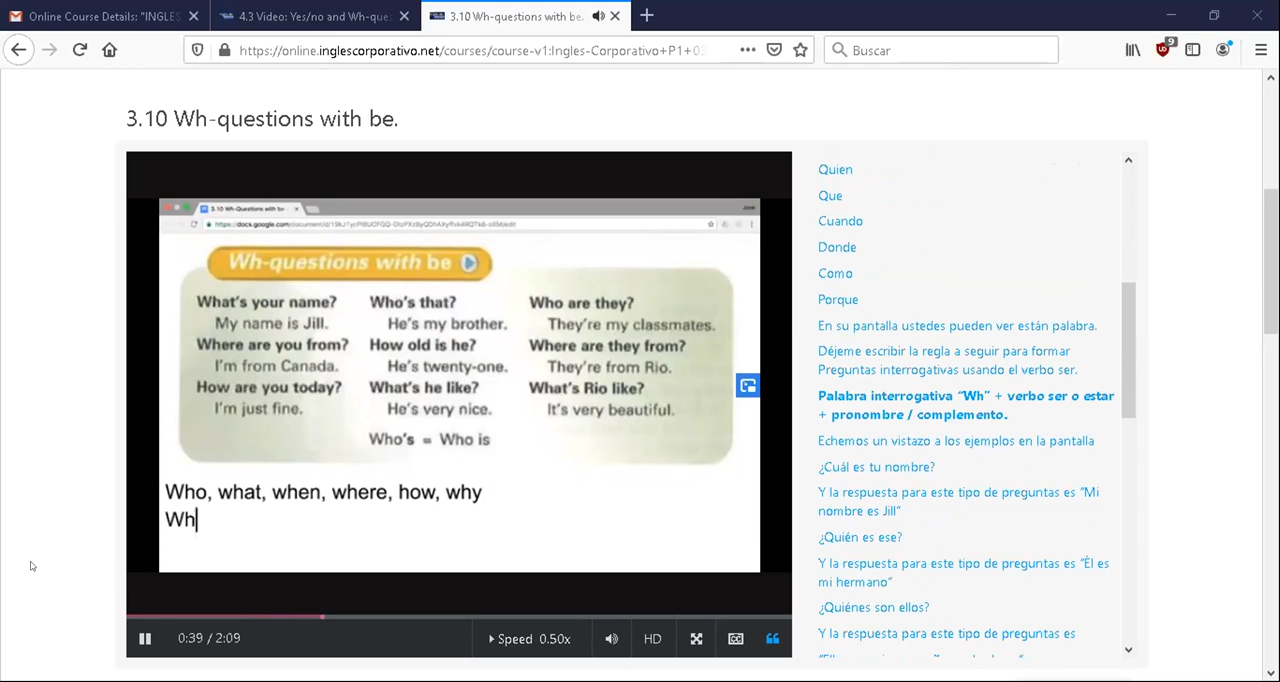 Online Course Details: "INGLES
4.3 Video: Yes/no and Wh-que
3.10 Wh-questions with be.
https://online.inglescorporativo.net/courses/course-v1:Ingles-Corporativo+P1+03
Buscar
9
3.10 Wh-questions with be.
3.10 Wh-Questions with be
Wh-questions with be
What's your name?
My name is Jill.
Where are you from?
I'm from Canada.
How are you today?
I'm just fine.
Who's that?
He's my brother.
How old is he?
He's twenty-one.
What's he like?
He's very nice.
Who's = Who is
Who are they?
They're my classmates.
Where are they from?
They're from Rio.
What's Rio like?
It's very beautiful.
Who, what, when, where, how, why
Wh
0:39 / 2:09
Speed 0.50x
HD
Quien
Que
Cuando
Donde
Como
Porque
En su pantalla ustedes pueden ver están palabra.
Déjeme escribir la regla a seguir para formar
Preguntas interrogativas usando el verbo ser.
Palabra interrogativa “Wh” + verbo ser o estar
+ pronombre / complemento.
Echemos un vistazo a los ejemplos en la pantalla
¿Cuál es tu nombre?
Y la respuesta para este tipo de preguntas es “Mi
nombre es Jill”
¿Quién es ese?
Y la respuesta para este tipo de preguntas es “Él es
mi hermano”
¿Quiénes son ellos?
Y la respuesta para este tipo de preguntas es